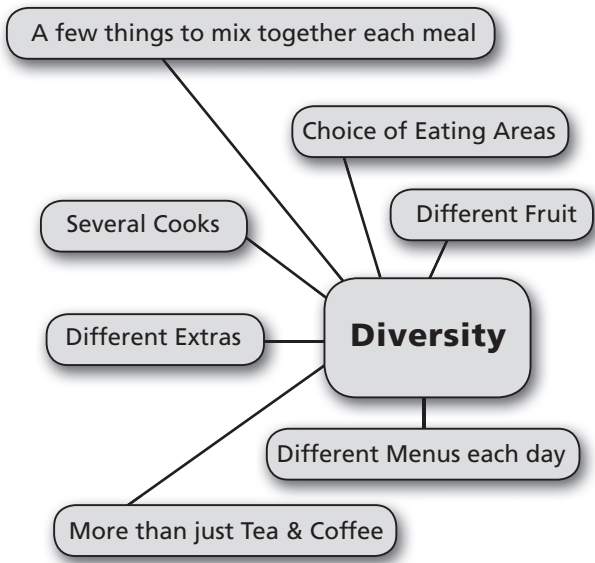 A few things to mix together each meal
Choice of Eating Areas
Different Fruit
Several Cooks
Different Extras
Diversity
Different Menus each day
More than just Tea & Coffee